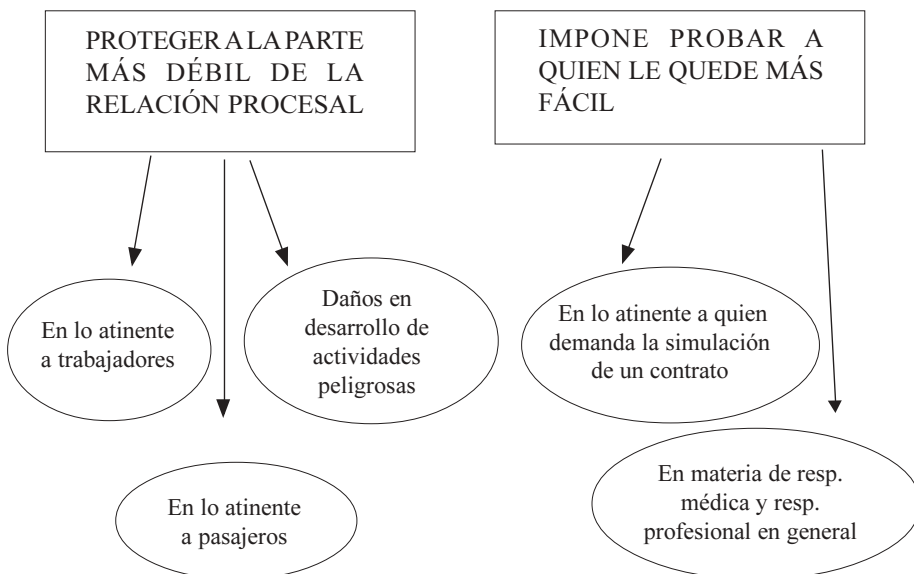 PROTEGER A LA PARTE
MÁS DÉBIL DE LA
RELACIÓN PROCESAL
IMPONE PROBAR A
QUIEN LE QUEDE MÁS
FÁCIL
En lo atinente
a trabajadores
Daños en
desarrollo de
actividades
peligrosas
En lo atinente a quien
demanda la simulación
de un contrato
En lo atinente
a pasajeros
En materia de resp.
médica y resp.
profesional en general